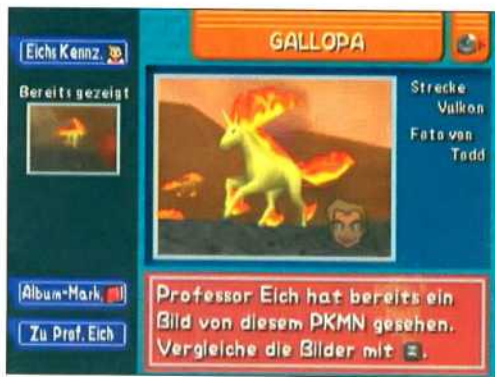 GALLOPA
Eichs Kennz.
Bereits gezeigt
Strecke
Vulkan
Foto von
Todd
Album-Mark.
Zu Prof. Eich
Professor Eich hat bereits ein
Bild von diesem PKMN gesehen.
Vergleiche die Bilder mit Z.